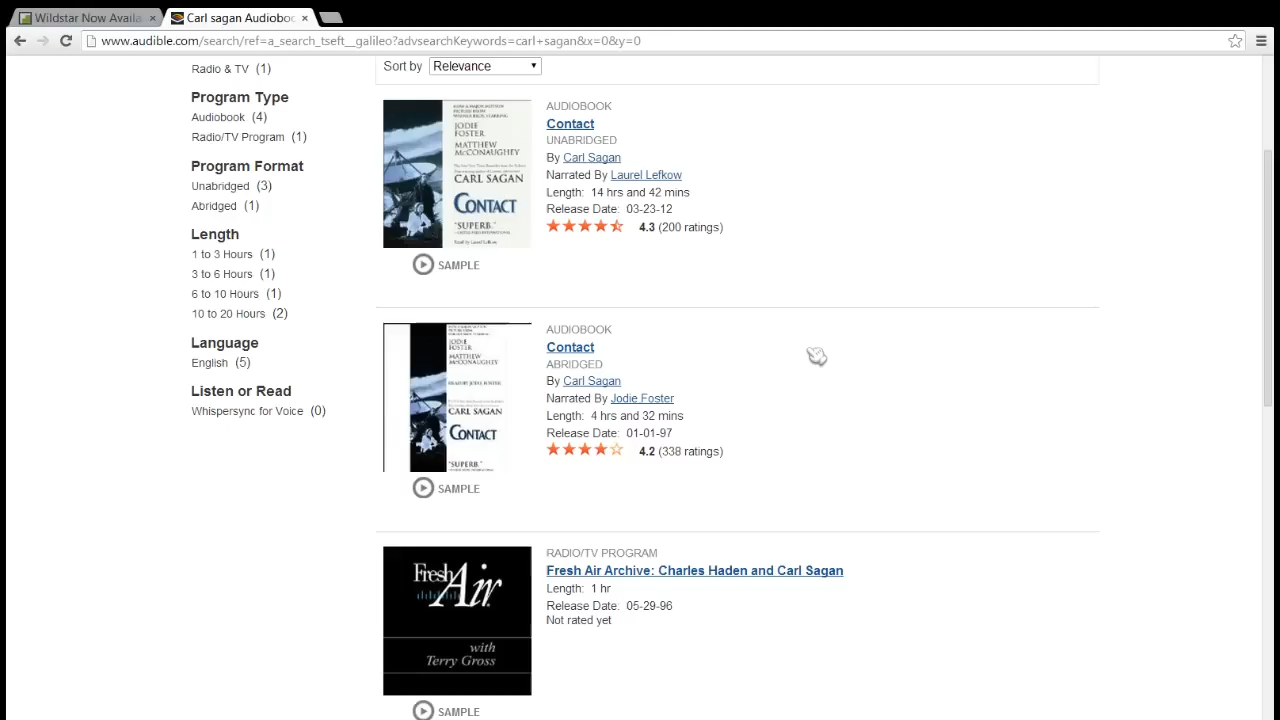 Wildstar Now Availa
Carl sagan Audioboo
www.audible.com/search/ref=a_search_tseft__galileo?advsearchKeywords=carl+sagan&x=0&y=0
Radio & TV (1)
Program Type
Audiobook (4)
Radio/TV Program (1)
Program Format
Unabridged (3)
Abridged (1)
Length
1 to 3 Hours (1)
3 to 6 Hours (1)
6 to 10 Hours (1)
10 to 20 Hours (2)
Language
English (5)
Listen or Read
Whispersync for Voice (0)
Sort by Relevance
JODIE
FOSTER
MATTHEW
McCONAUGHEY
CARL SAGAN
CONTACT
"SUPERB."
Read by Laurel Lefkow
SAMPLE
AUDIOBOOK
Contact
UNABRIDGED
By Carl Sagan
Narrated By Laurel Lefkow
Length: 14 hrs and 42 mins
Release Date: 03-23-12
4.3 (200 ratings)
JODIE
FOSTER
MATTHEW
McCONAUGHEY
READ BY JODIE FOSTER
CARL SAGAN
CONTACT
"SUPERB."
SAMPLE
AUDIOBOOK
Contact
ABRIDGED
By Carl Sagan
Narrated By Jodie Foster
Length: 4 hrs and 32 mins
Release Date: 01-01-97
4.2 (338 ratings)
Fresh Air
with
Terry Gross
SAMPLE
RADIO/TV PROGRAM
Fresh Air Archive: Charles Haden and Carl Sagan
Length: 1 hr
Release Date: 05-29-96
Not rated yet